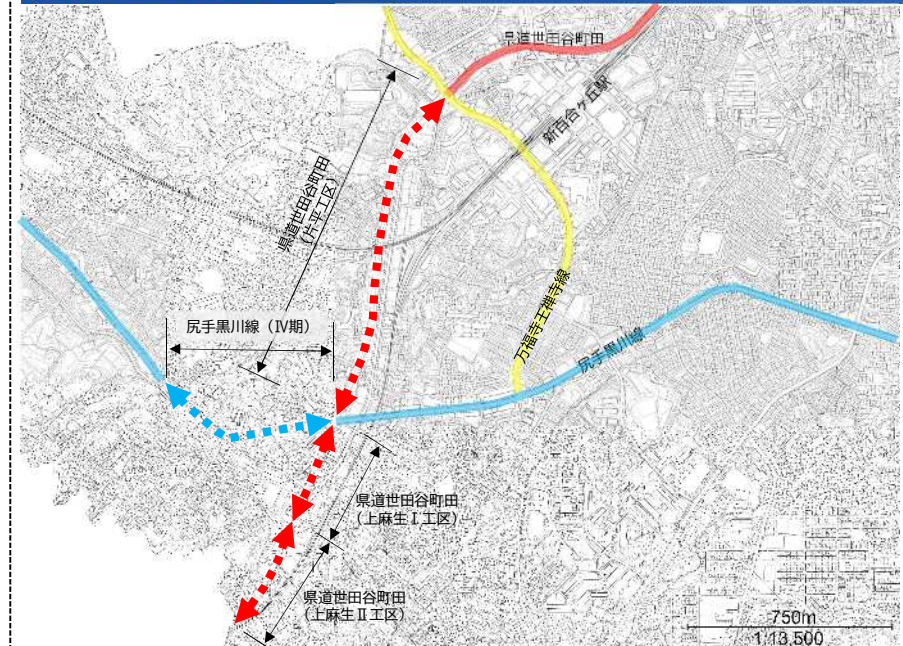 県道世田谷町田
新百合ヶ丘駅
県道世田谷町田
(片平工区)
万福寺王禅寺線
尻手黒川線（Ⅳ期）
尻手黒川線
県道世田谷町田
（上麻生Ⅰ工区）
県道世田谷町田
（上麻生Ⅱ工区）
750m
1:13,500